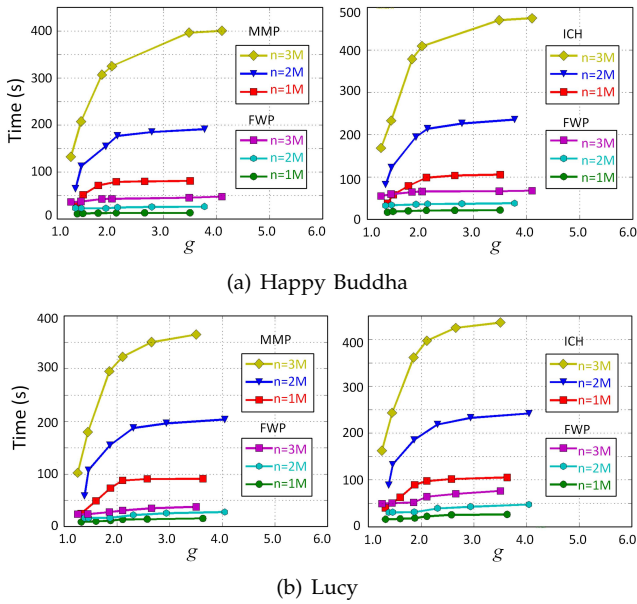 MMP
n=3M
n=2M
n=1M
FWP
n=3M
n=2M
n=1M
Time (s)
400
300
200
100
0
1.0 2.0 3.0 4.0 5.0 6.0
g
ICH
n=3M
n=2M
n=1M
FWP
n=3M
n=2M
n=1M
500
400
300
200
100
0
1.0 2.0 3.0 4.0 5.0 6.0
g
(a) Happy Buddha
MMP
n=3M
n=2M
n=1M
FWP
n=3M
n=2M
n=1M
Time (s)
400
300
200
100
0
1.0 2.0 3.0 4.0 5.0 6.0
g
ICH
n=3M
n=2M
n=1M
FWP
n=3M
n=2M
n=1M
450
300
250
100
50
0
1.0 2.0 3.0 4.0 5.0 6.0
g
(b) Lucy